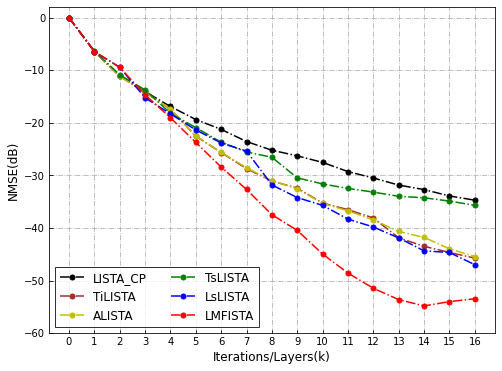 0
−10
−20
−30
−40
−50
−60
NMSE(dB)
LISTA_CP TsLISTA
TiLISTA LsLISTA
ALISTA LMFISTA
0 1 2 3 4 5 6 7 8 9 10 11 12 13 14 15 16
Iterations/Layers(k)